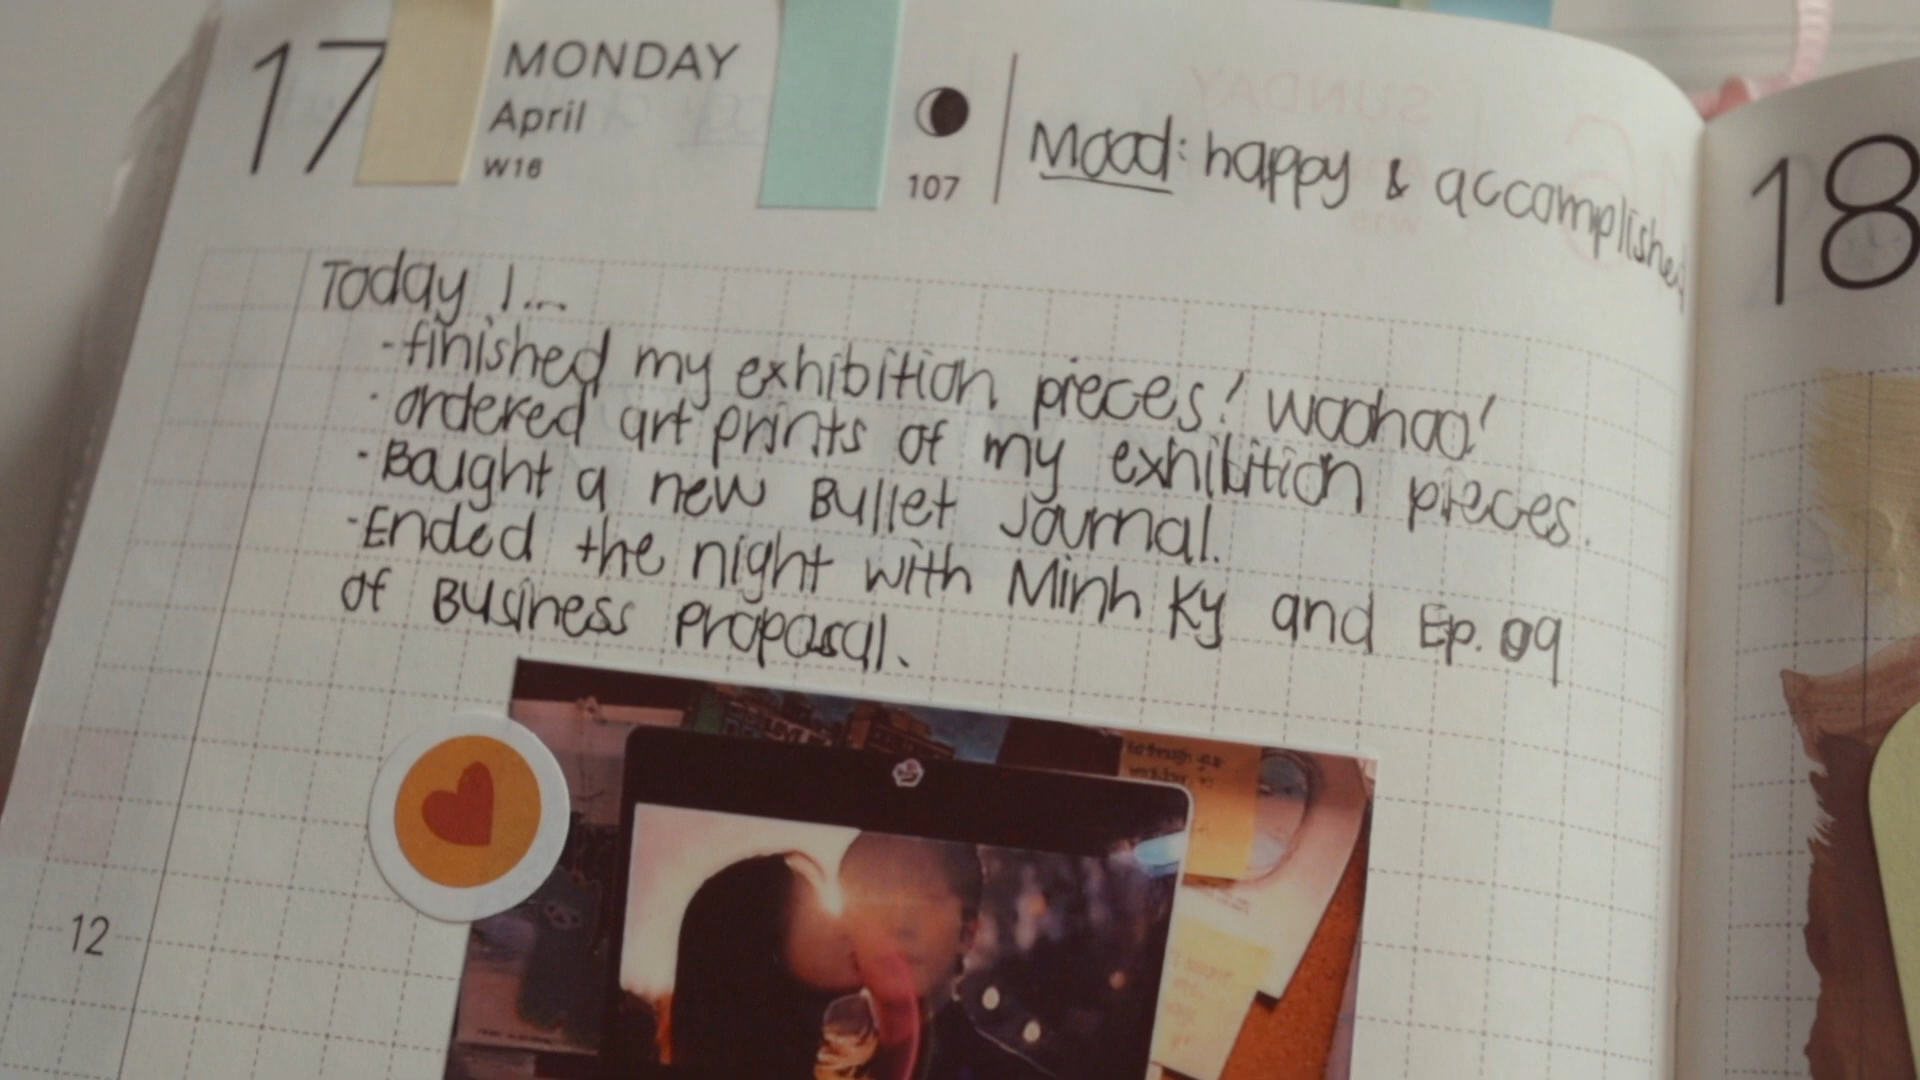 17
MONDAY
April
W16
107
Mood: happy & accomplished
18
Today I...
-finished my exhibition pieces! woohoo!
· ordered art prints of my exhibition pieces.
· Bought a new Bullet Journal.
· Ended the night with Minh Ky and Ep. 09
of Business Proposal.
12